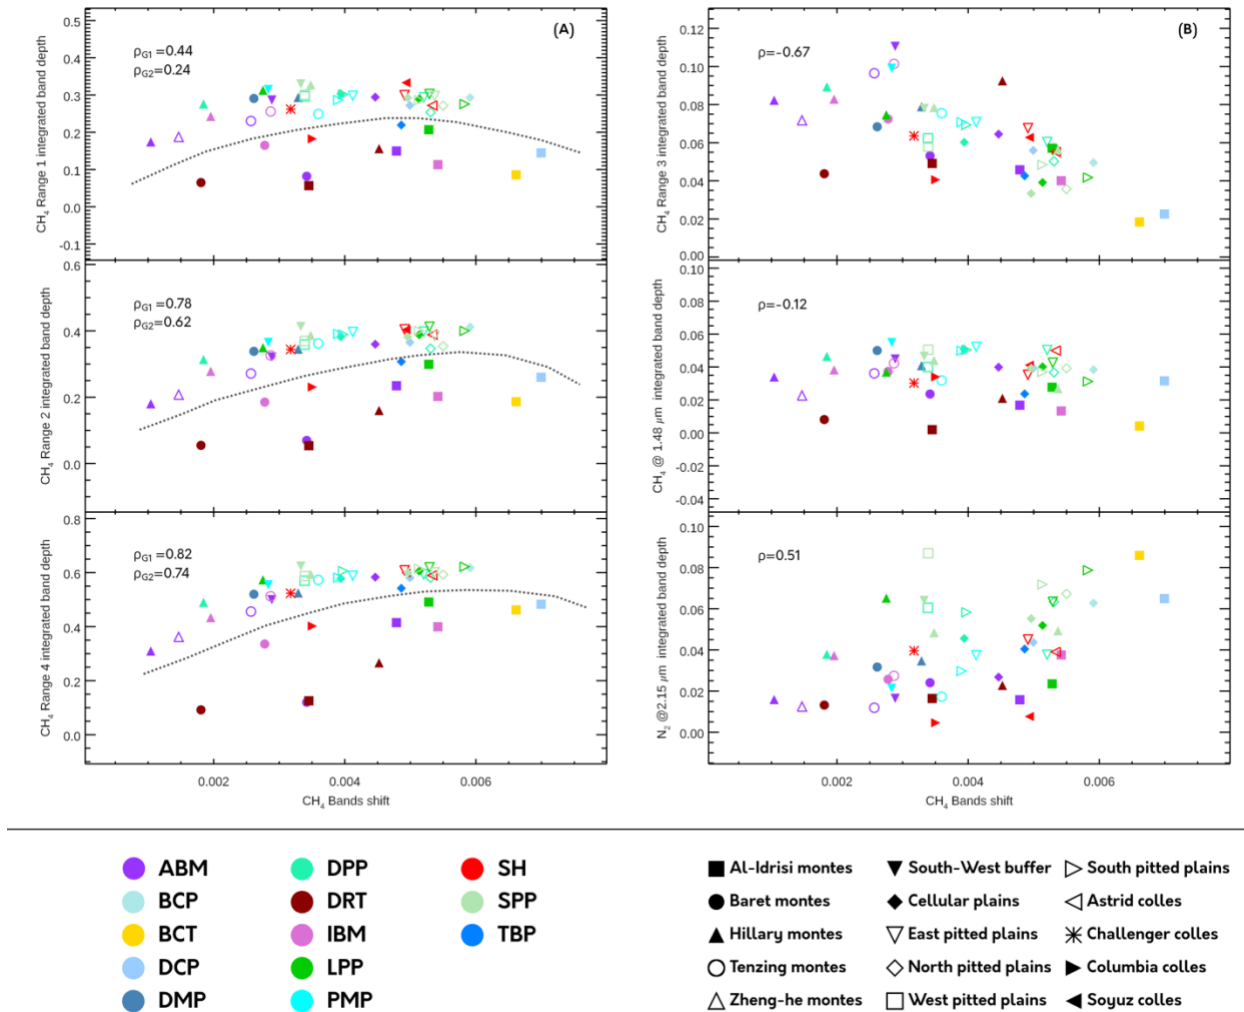 (A)
ρG1 =0.44
ρG2=0.24
CH4 Range 1 integrated band depth
0.5
0.4
0.3
0.2
0.1
0.0
-0.1
ρG1 =0.78
ρG2=0.62
CH4 Range 2 integrated band depth
0.6
0.4
0.2
0.0
ρG1 =0.82
ρG2=0.74
CH4 Range 4 integrated band depth
0.8
0.6
0.4
0.2
0.0
0.002
0.004
0.006
CH4 Bands shift
(B)
ρ=-0.67
CH4 Range 3 integrated band depth
0.12
0.10
0.08
0.06
0.04
0.02
0.00
ρ=-0.12
CH4 @ 1.48 μm integrated band depth
0.10
0.08
0.06
0.04
0.02
0.00
-0.02
-0.04
ρ=0.51
N2 @2.15 μm integrated band depth
0.10
0.08
0.06
0.04
0.02
0.00
0.002
0.004
0.006
CH4 Bands shift
ABM
BCP
BCT
DCP
DMP
DPP
DRT
IBM
LPP
PMP
SH
SPP
TBP
Al-Idrisi montes
Baret montes
Hillary montes
Tenzing montes
Zheng-he montes
South-West buffer
Cellular plains
East pitted plains
North pitted plains
West pitted plains
South pitted plains
Astrid colles
Challenger colles
Columbia colles
Soyuz colles